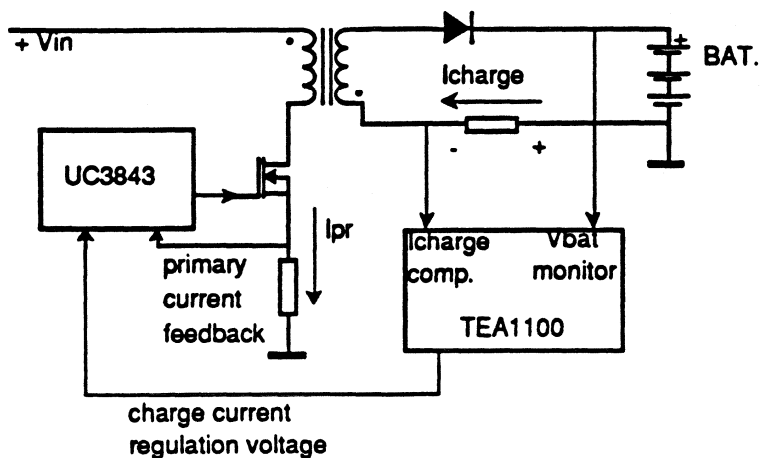 + Vin
Icharge
+
BAT.
- +
UC3843
Ipr
primary
current
feedback
Icharge
comp.
Vbat
monitor
TEA1100
charge current
regulation voltage